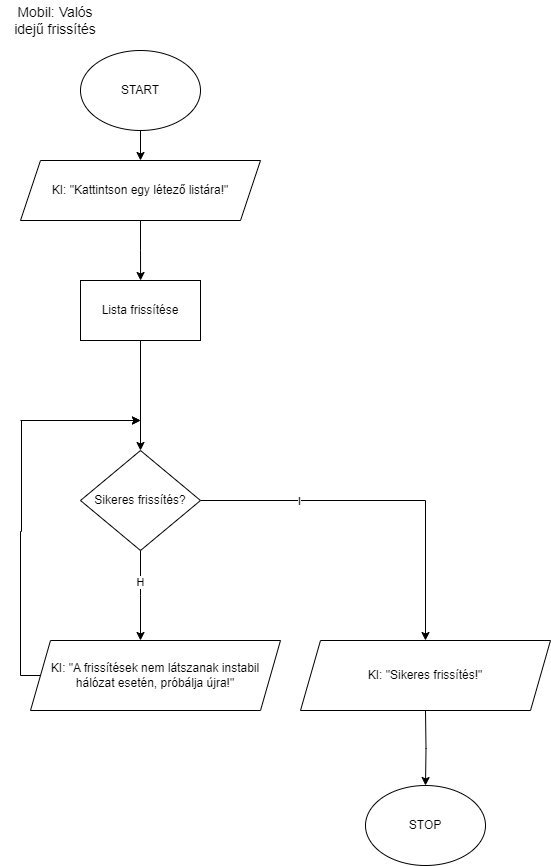 Mobil: Valós
idejű frissítés
START
KI: "Kattintson egy létező listára!"
Lista frissítése
Sikeres frissítés?
I
H
KI: "A frissítések nem látszanak instabil
hálózat esetén, próbálja újra!"
KI: "Sikeres frissítés!"
STOP